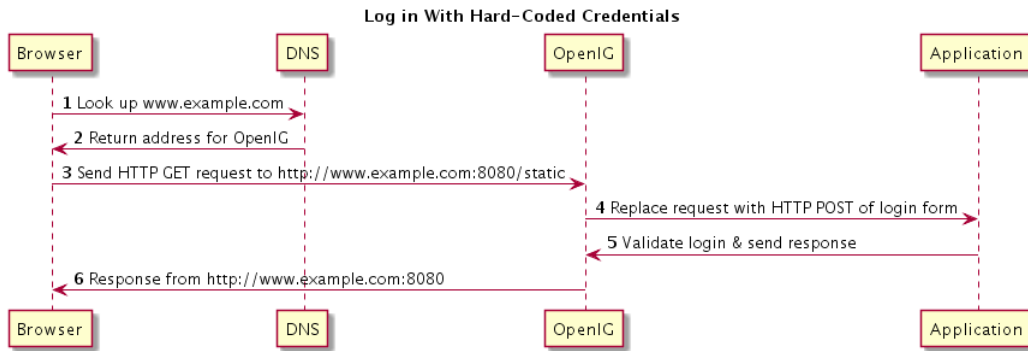 Log in With Hard-Coded Credentials
Browser DNS OpenIG Application
1 Look up www.example.com
2 Return address for OpenIG
3 Send HTTP GET request to http://www.example.com:8080/static
4 Replace request with HTTP POST of login form
5 Validate login & send response
6 Response from http://www.example.com:8080
Browser DNS OpenIG Application